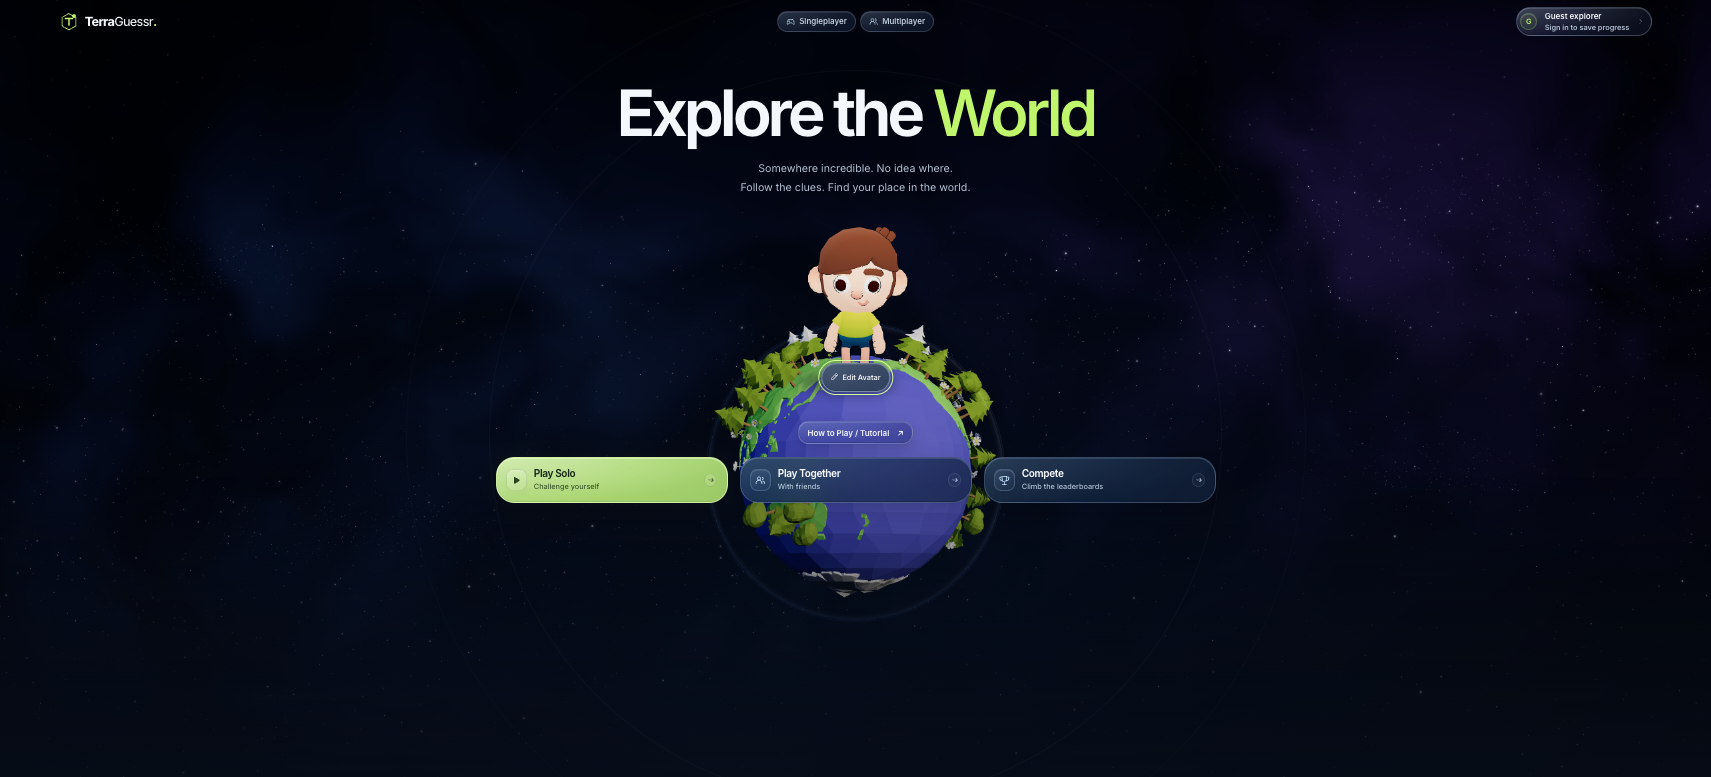 TerraGuessr.
Singleplayer
Multiplayer
G
Guest explorer
Sign in to save progress
Explore the World
Somewhere incredible. No idea where.
Follow the clues. Find your place in the world.
Edit Avatar
How to Play / Tutorial
Play Solo
Challenge yourself
Play Together
With friends
Compete
Climb the leaderboards